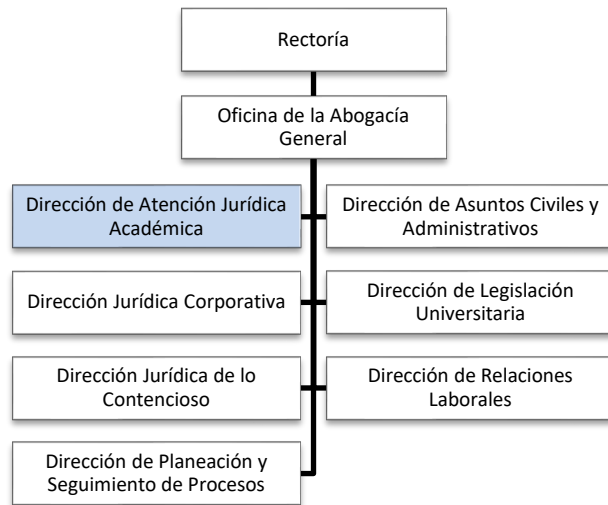 Rectoría
Oficina de la Abogacía
General
Dirección de Atención Jurídica
Académica
Dirección de Asuntos Civiles y
Administrativos
Dirección Jurídica Corporativa
Dirección de Legislación
Universitaria
Dirección Jurídica de lo
Contencioso
Dirección de Relaciones
Laborales
Dirección de Planeación y
Seguimiento de Procesos